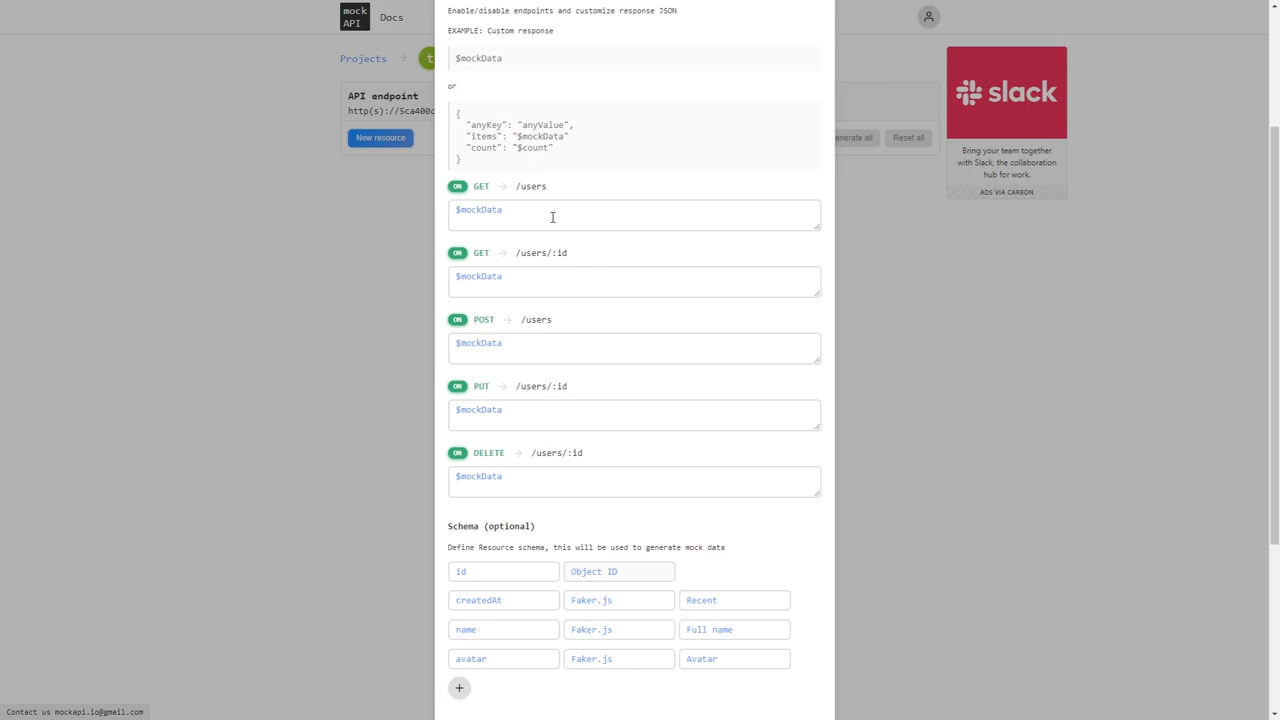 mock
API
Docs
Projects
t
API endpoint
http(s)://5ca400c
New resource
enerate all
Reset all
Enable/disable endpoints and customize response JSON
EXAMPLE: Custom response
$mockData
or
{
"anyKey": "anyValue",
"items": "$mockData"
"count": "$count"
}
ON GET /users
$mockData
ON GET /users/:id
$mockData
ON POST /users
$mockData
ON PUT /users/:id
$mockData
ON DELETE /users/:id
$mockData
Schema (optional)
Define Resource schema, this will be used to generate mock data
id Object ID
createdAt Faker.js Recent
name Faker.js Full name
avatar Faker.js Avatar
+
slack
Bring your team together
with Slack, the collaboration
hub for work.
ADS VIA CARBON
Contact us mockapi.io@gmail.com